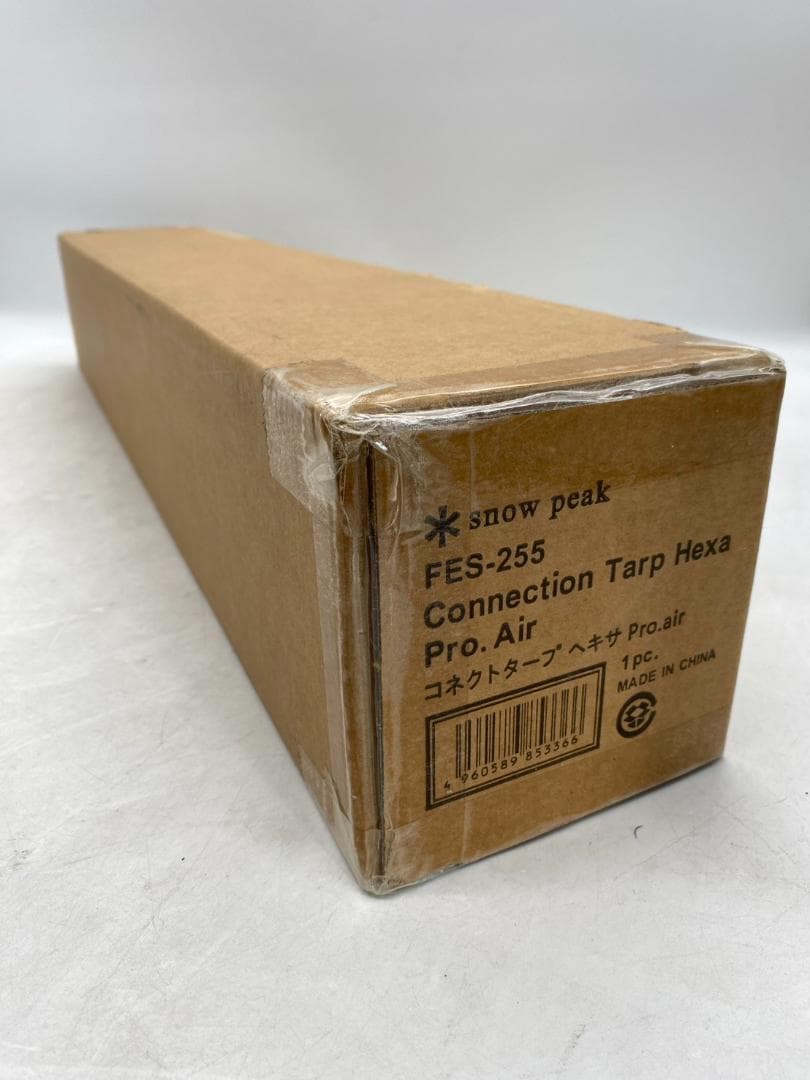 snow peak
FES-255
Connection Tarp Hexa
Pro. Air
コネクトタープ ヘキサ Pro.air
1pc.
MADE IN CHINA
4 960589 853366